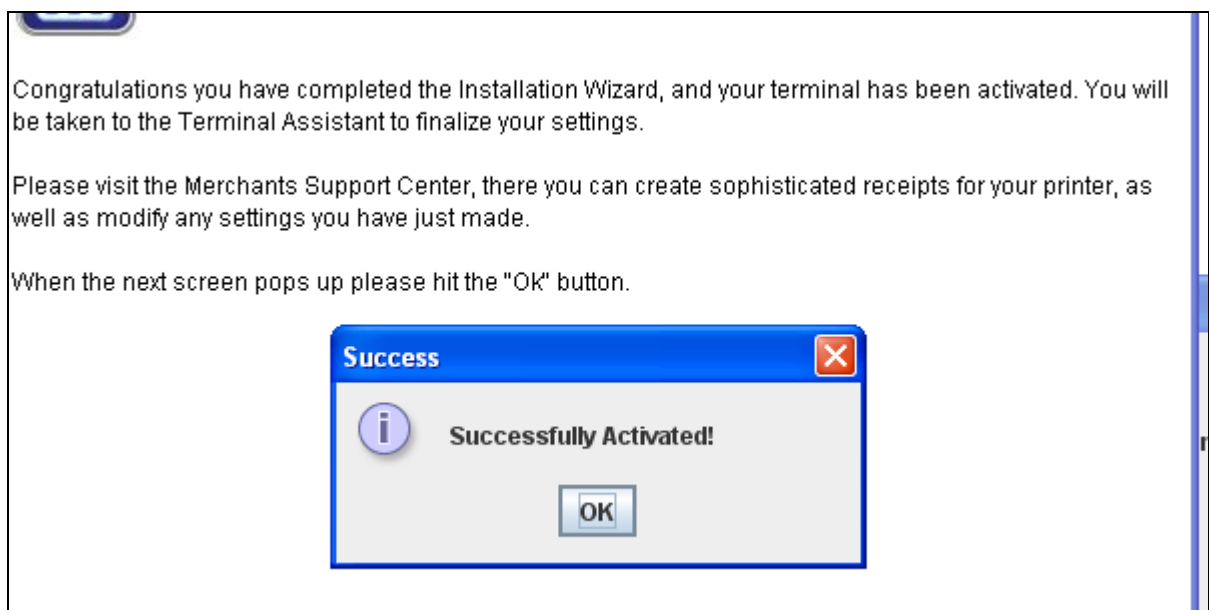 Congratulations you have completed the Installation Wizard, and your terminal has been activated. You will
be taken to the Terminal Assistant to finalize your settings.
Please visit the Merchants Support Center, there you can create sophisticated receipts for your printer, as
well as modify any settings you have just made.
When the next screen pops up please hit the "Ok" button.
Success
Successfully Activated!
OK